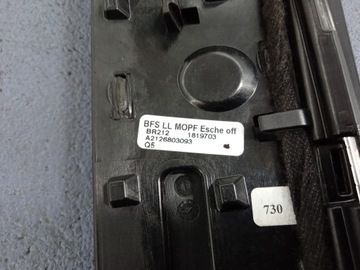 BFS LL MOPF Esche off
BR212 1819703
A2126803093
Q5
730